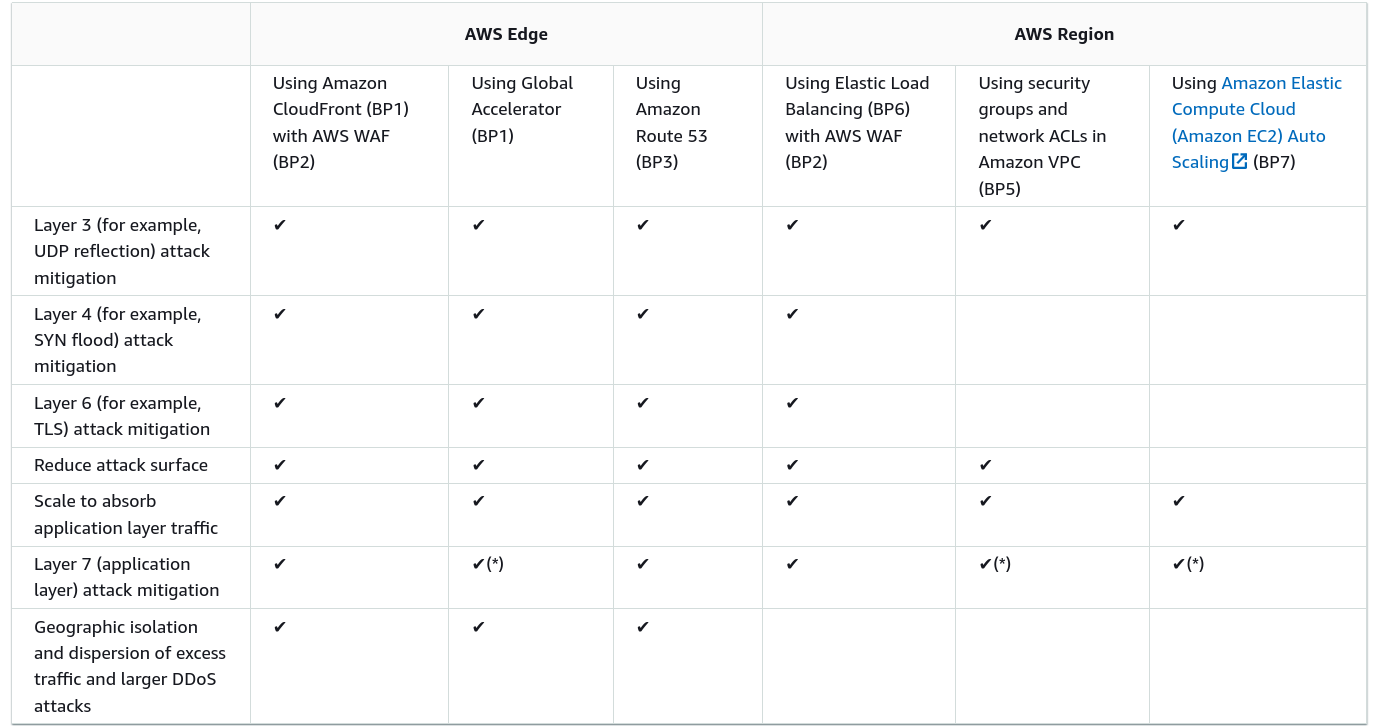 AWS Edge
AWS Region
Using Amazon
CloudFront (BP1)
with AWS WAF
(BP2)
Using Global
Accelerator
(BP1)
Using
Amazon
Route 53
(BP3)
Using Elastic Load
Balancing (BP6)
with AWS WAF
(BP2)
Using security
groups and
network ACLs in
Amazon VPC
(BP5)
Using Amazon Elastic
Compute Cloud
(Amazon EC2) Auto
Scaling (BP7)
Layer 3 (for example,
UDP reflection) attack
mitigation
✔ ✔ ✔ ✔ ✔ ✔
Layer 4 (for example,
SYN flood) attack
mitigation
✔ ✔ ✔ ✔
Layer 6 (for example,
TLS) attack mitigation
✔ ✔ ✔ ✔
Reduce attack surface
✔ ✔ ✔ ✔ ✔
Scale to absorb
application layer traffic
✔ ✔ ✔ ✔ ✔ ✔
Layer 7 (application
layer) attack mitigation
✔ ✔(*) ✔ ✔ ✔(*) ✔(*)
Geographic isolation
and dispersion of excess
traffic and larger DDoS
attacks
✔ ✔ ✔